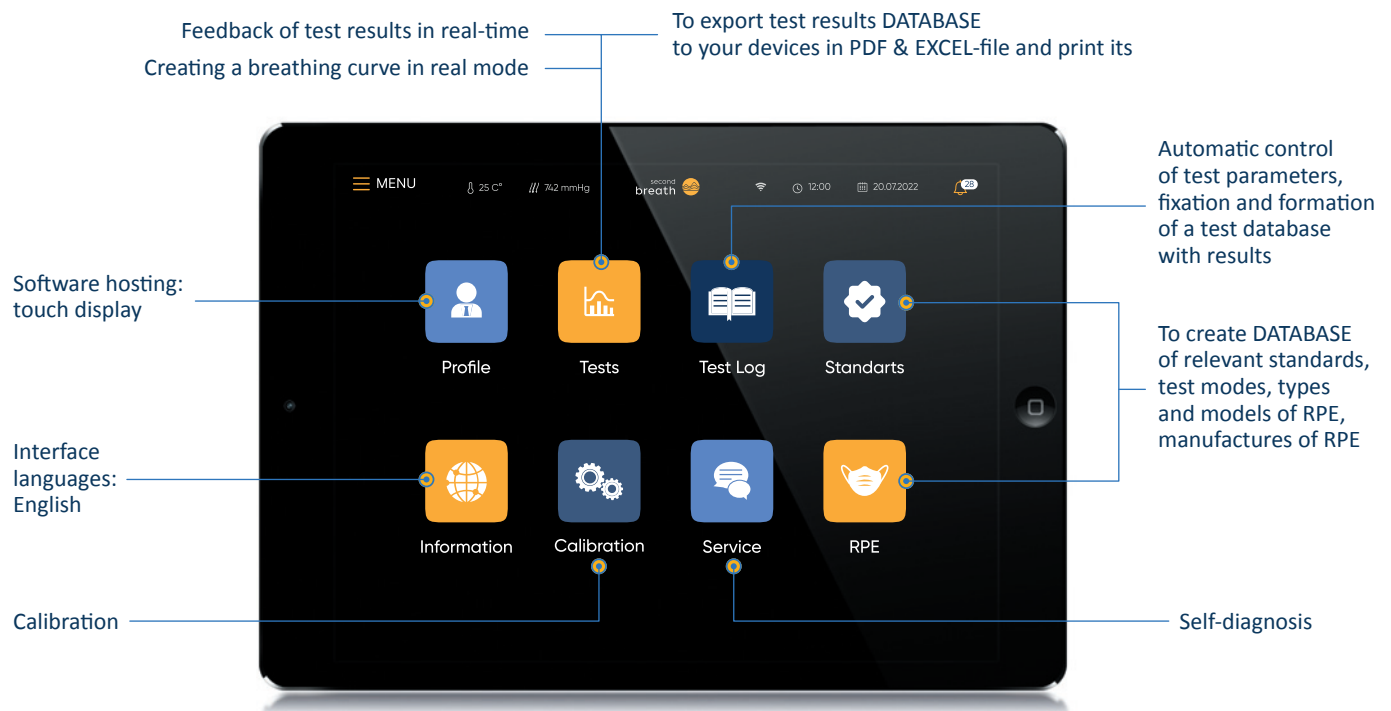 Feedback of test results in real-time
Creating a breathing curve in real mode
To export test results DATABASE
to your devices in PDF & EXCEL-file and print its
Automatic control
of test parameters,
fixation and formation
of a test database
with results
Software hosting:
touch display
To create DATABASE
of relevant standards,
test modes, types
and models of RPE,
manufactures of RPE
Interface
languages:
English
Calibration
Self-diagnosis
MENU
25 C°
742 mmHg
second
breath
12:00
20.07.2022
28
Profile
Tests
Test Log
Standarts
Information
Calibration
Service
RPE